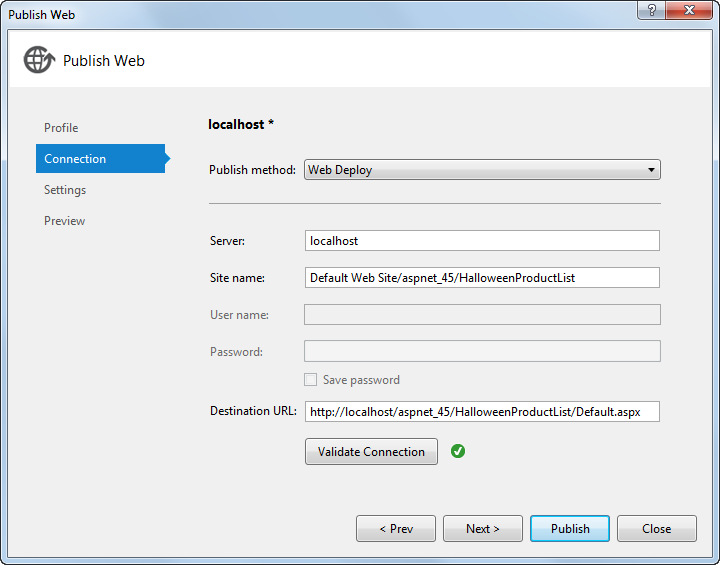 Publish Web
?
Publish Web
Profile
Connection
Settings
Preview
localhost *
Publish method: Web Deploy
Server: localhost
Site name: Default Web Site/aspnet_45/HalloweenProductList
User name:
Password:
Save password
Destination URL: http://localhost/aspnet_45/HalloweenProductList/Default.aspx
Validate Connection
< Prev Next > Publish Close